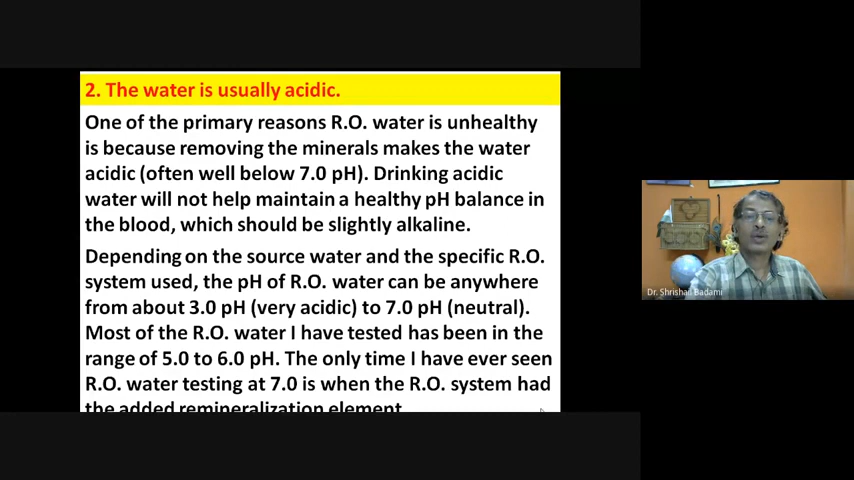 2. The water is usually acidic.
One of the primary reasons R.O. water is unhealthy
is because removing the minerals makes the water
acidic (often well below 7.0 pH). Drinking acidic
water will not help maintain a healthy pH balance in
the blood, which should be slightly alkaline.
Depending on the source water and the specific R.O.
system used, the pH of R.O. water can be anywhere
from about 3.0 pH (very acidic) to 7.0 pH (neutral).
Most of the R.O. water I have tested has been in the
range of 5.0 to 6.0 pH. The only time I have ever seen
R.O. water testing at 7.0 is when the R.O. system had
the added remineralization element
Dr. Shrishail Badami